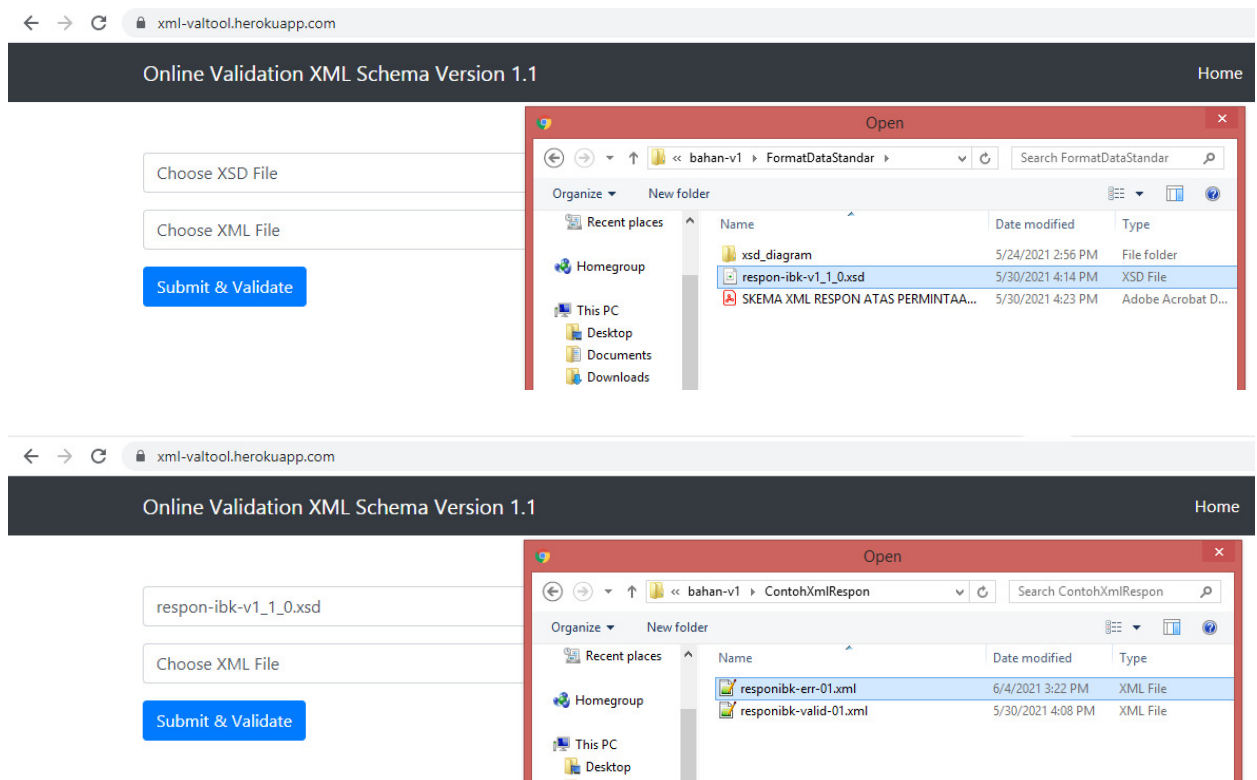 xml-valtool.herokuapp.com
Online Validation XML Schema Version 1.1 Home
Choose XSD File
Choose XML File
Submit & Validate
Open
« bahan-v1 FormatDataStandar Search FormatDataStandar
Organize New folder
Recent places
Homegroup
This PC
Desktop
Documents
Downloads
Name Date modified Type
xsd_diagram 5/24/2021 2:56 PM File folder
respon-ibk-v1_1_0.xsd 5/30/2021 4:14 PM XSD File
SKEMA XML RESPON ATAS PERMINTAA... 5/30/2021 4:23 PM Adobe Acrobat D...
xml-valtool.herokuapp.com
Online Validation XML Schema Version 1.1 Home
respon-ibk-v1_1_0.xsd
Choose XML File
Submit & Validate
Open
« bahan-v1 ContohXmlRespon Search ContohXmlRespon
Organize New folder
Recent places
Homegroup
This PC
Desktop
Name Date modified Type
responibk-err-01.xml 6/4/2021 3:22 PM XML File
responibk-valid-01.xml 5/30/2021 4:08 PM XML File